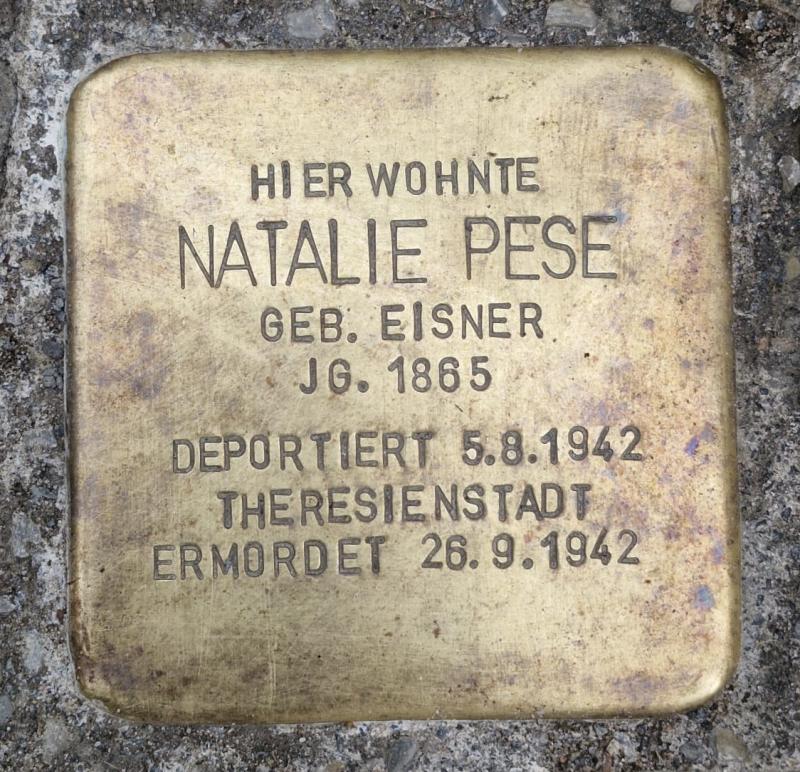 HIER WOHNTE
NATALIE PESE
GEB. EISNER
JG. 1865
DEPORTIERT 5.8.1942
THERESIENSTADT
ERMORDET 26.9.1942